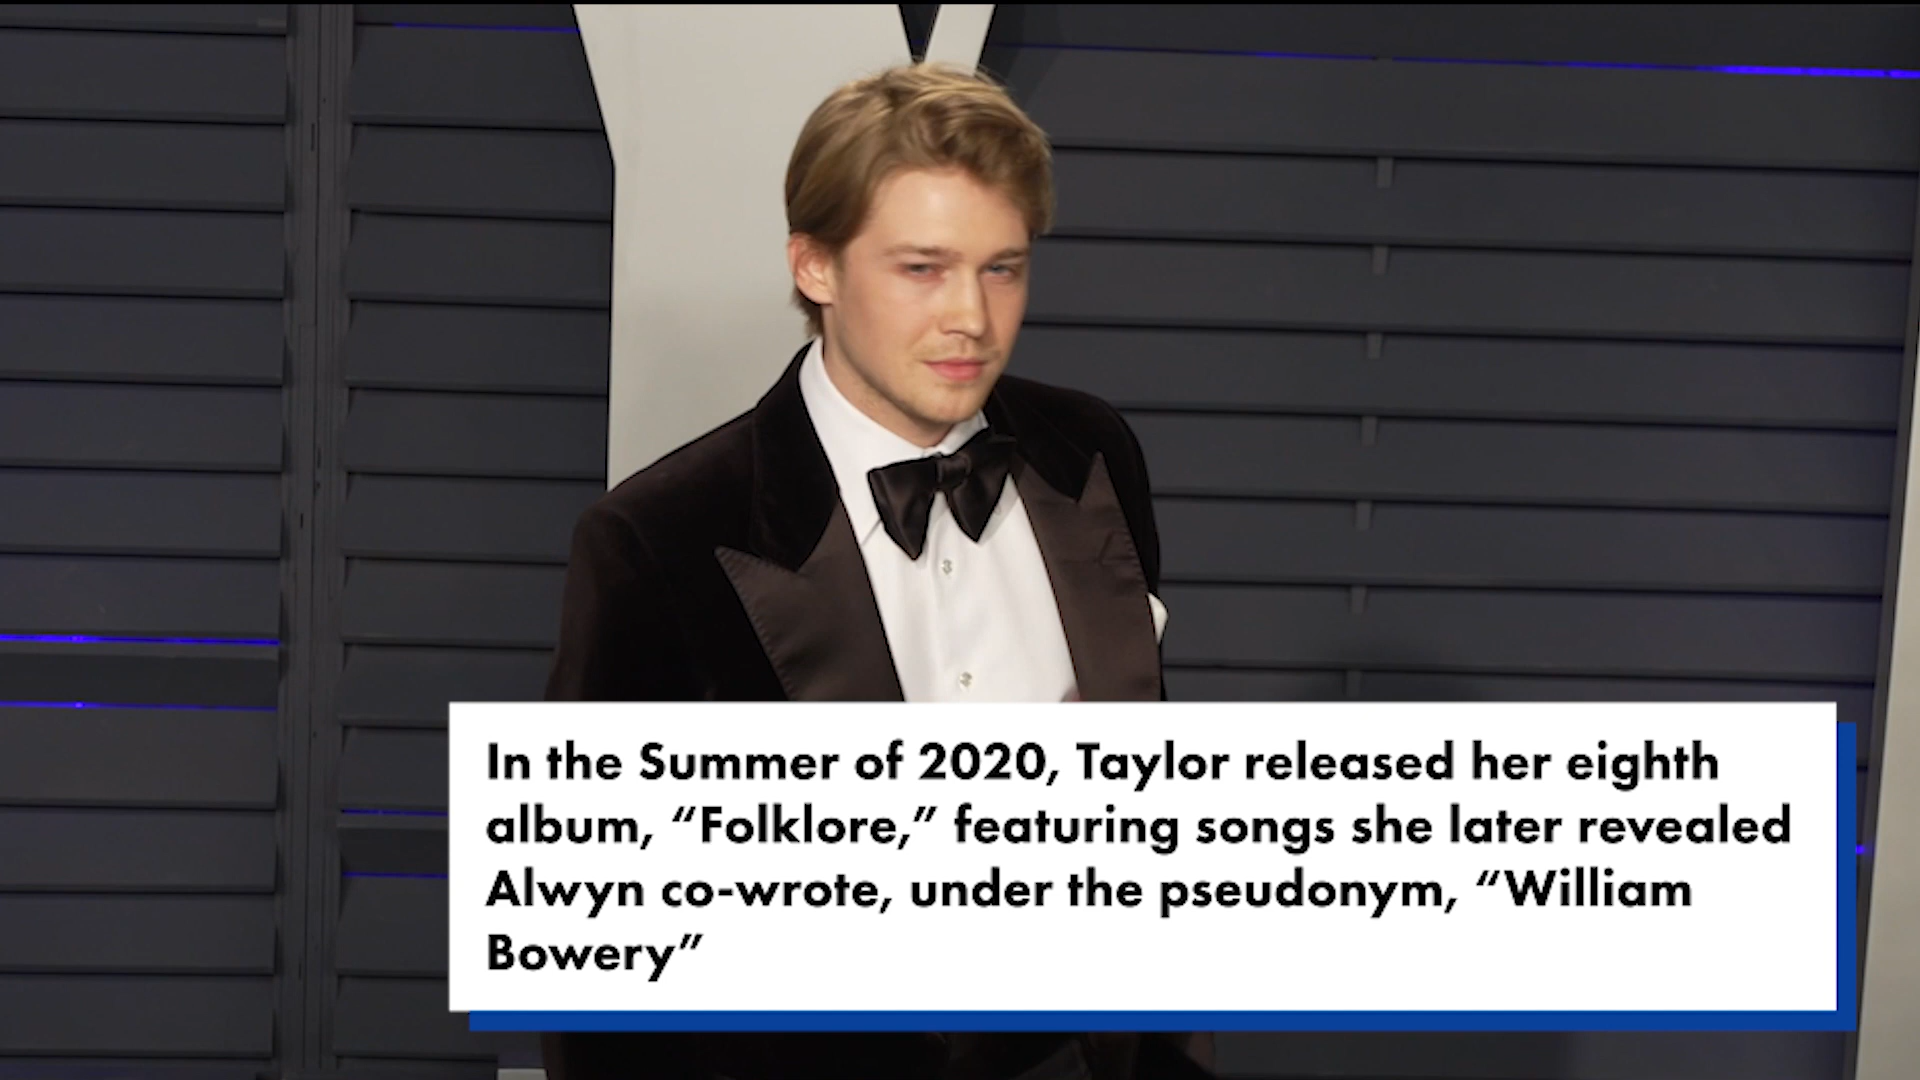 In the Summer of 2020, Taylor released her eighth
album, “Folklore,” featuring songs she later revealed
Alwyn co-wrote, under the pseudonym, “William
Bowery”